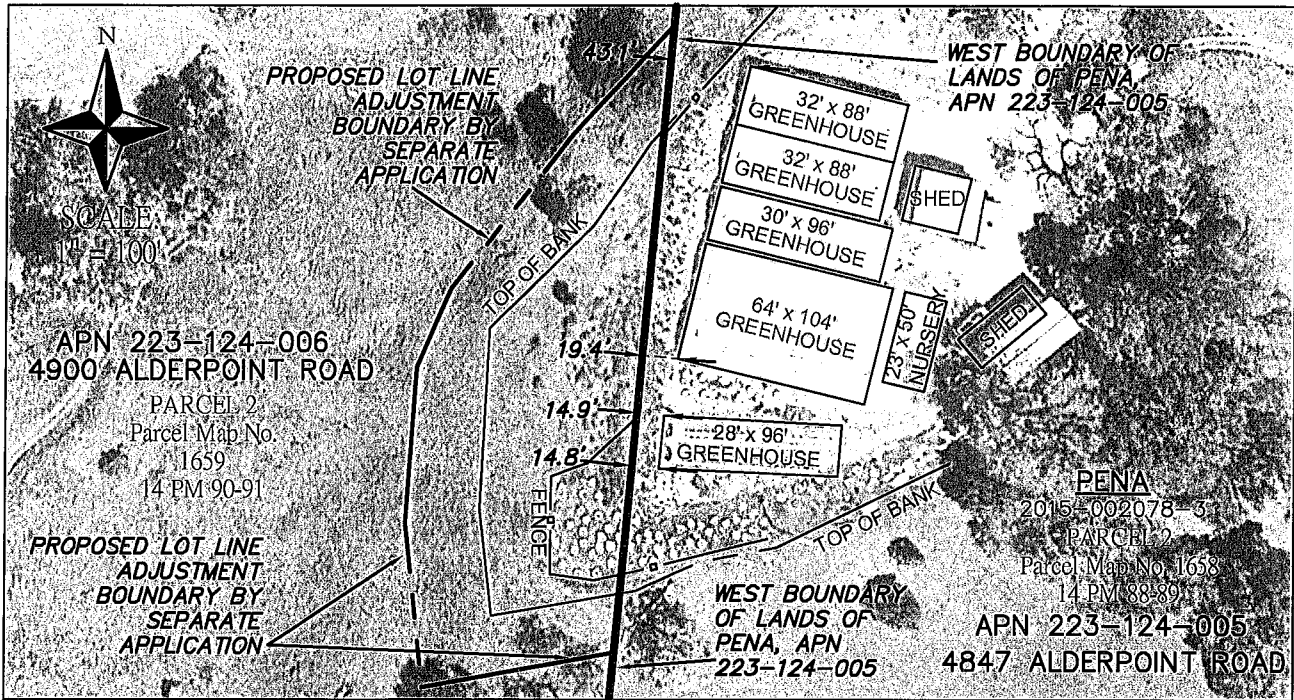 N
SCALE:
1" = 100'
PROPOSED LOT LINE
ADJUSTMENT
BOUNDARY BY
SEPARATE
APPLICATION
43.1'
WEST BOUNDARY OF
LANDS OF PENA,
APN 223-124-005
32' x 88'
GREENHOUSE
32' x 88'
GREENHOUSE
30' x 96'
GREENHOUSE
64' x 104'
GREENHOUSE
SHED
23' x 50'
NURSERY
SHED
TOP OF BANK
APN 223-124-006
4900 ALDERPOINT ROAD
PARCEL 2
Parcel Map No.
1659
14 PM 90-91
19.4'
14.9'
14.8'
28' x 96'
GREENHOUSE
FENCE
TOP OF BANK
PROPOSED LOT LINE
ADJUSTMENT
BOUNDARY BY
SEPARATE
APPLICATION
WEST BOUNDARY
OF LANDS OF
PENA, APN
223-124-005
PENA
2015-002078-3
PARCEL 2
Parcel Map No. 1658
14 PM 88-89
APN 223-124-005
4847 ALDERPOINT ROAD